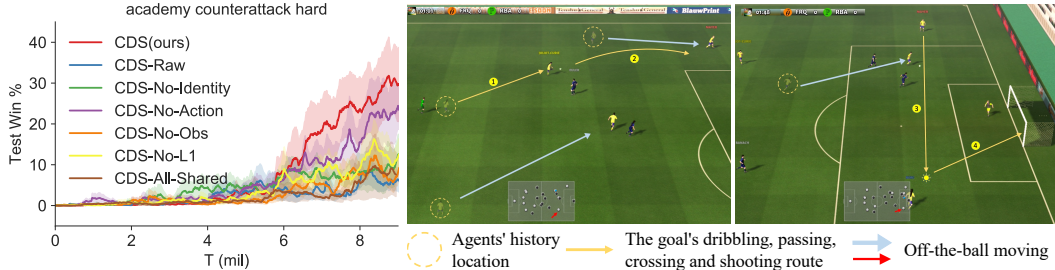 academy counterattack hard
40
30
20
10
0
Test Win %
CDS(ours)
CDS-Raw
CDS-No-Identity
CDS-No-Action
CDS-No-Obs
CDS-No-L1
CDS-All-Shared
0
2
4
6
8
T (mil)
BlauwPrint
1
2
3
4
Agents' history
location
The goal's dribbling, passing,
crossing and shooting route
Off-the-ball moving